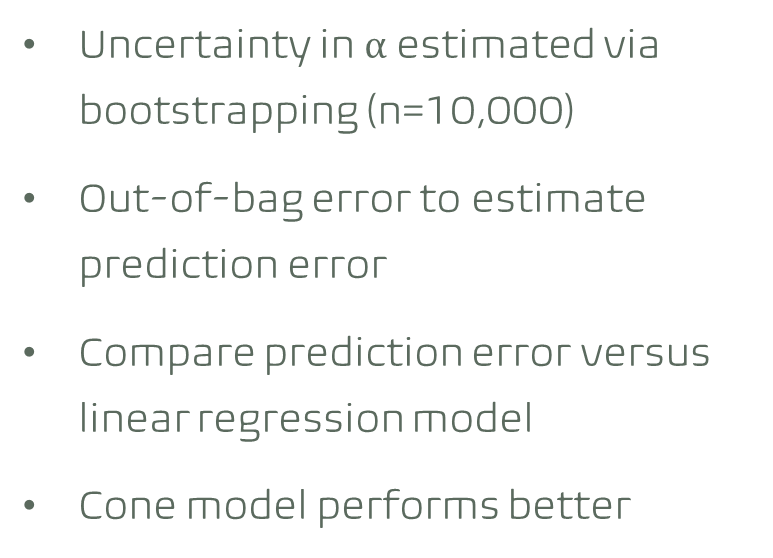 • Uncertainty in α estimated via
bootstrapping (n=10,000)
• Out-of-bag error to estimate
prediction error
• Compare prediction error versus
linear regression model
• Cone model performs better